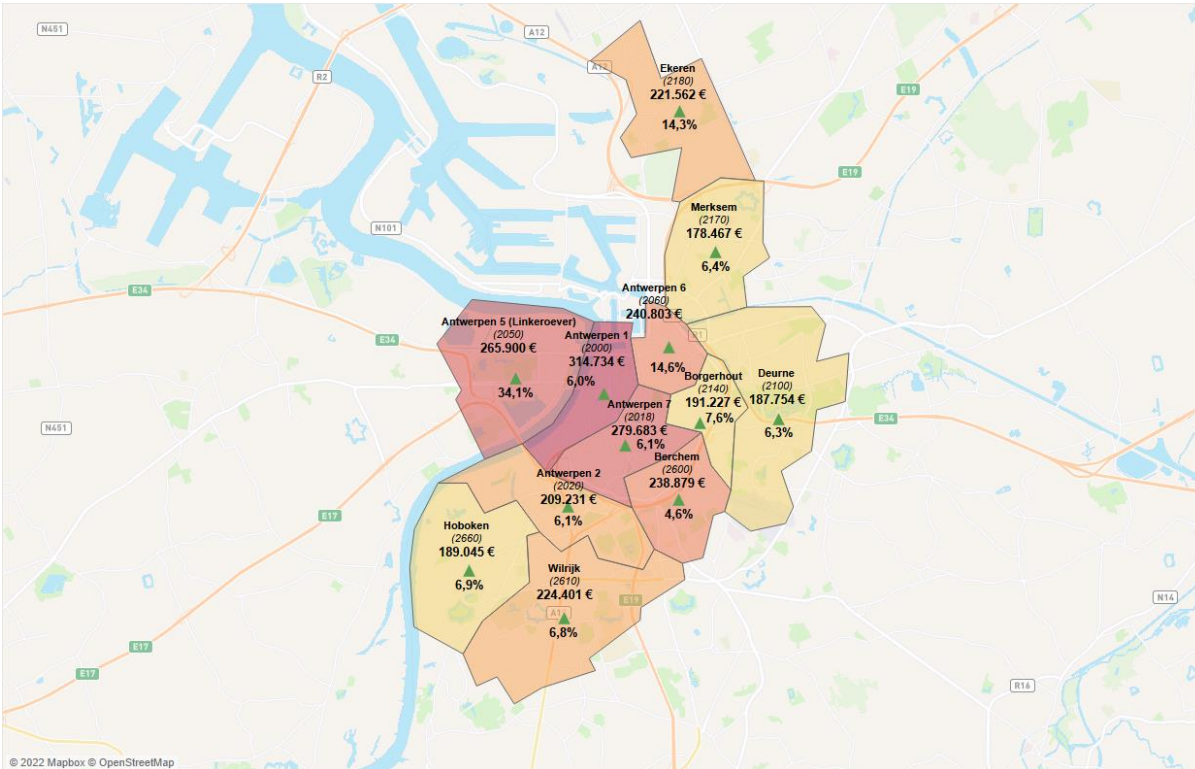 N451
A12
R2
A12
Ekeren
(2180)
221.562 €
14,3%
E19
E19
Merksem
(2170)
178.467 €
6,4%
N101
E34
Antwerpen 6
(2060)
240.803 €
14,6%
R1
Antwerpen 5 (Linkeroever)
(2050)
265.900 €
34,1%
E34
Antwerpen 1
(2000)
314.734 €
6,0%
Borgerhout
(2140)
191.227 €
7,6%
Deurne
(2100)
187.754 €
6,3%
E34
N451
Antwerpen 7
(2018)
279.683 €
6,1%
Berchem
(2600)
238.879 €
4,6%
Antwerpen 2
(2020)
209.231 €
6,1%
E17
Hoboken
(2660)
189.045 €
6,9%
Wilrijk
(2610)
224.401 €
6,8%
E19
N14
E17
E17
R16
© 2022 Mapbox © OpenStreetMap